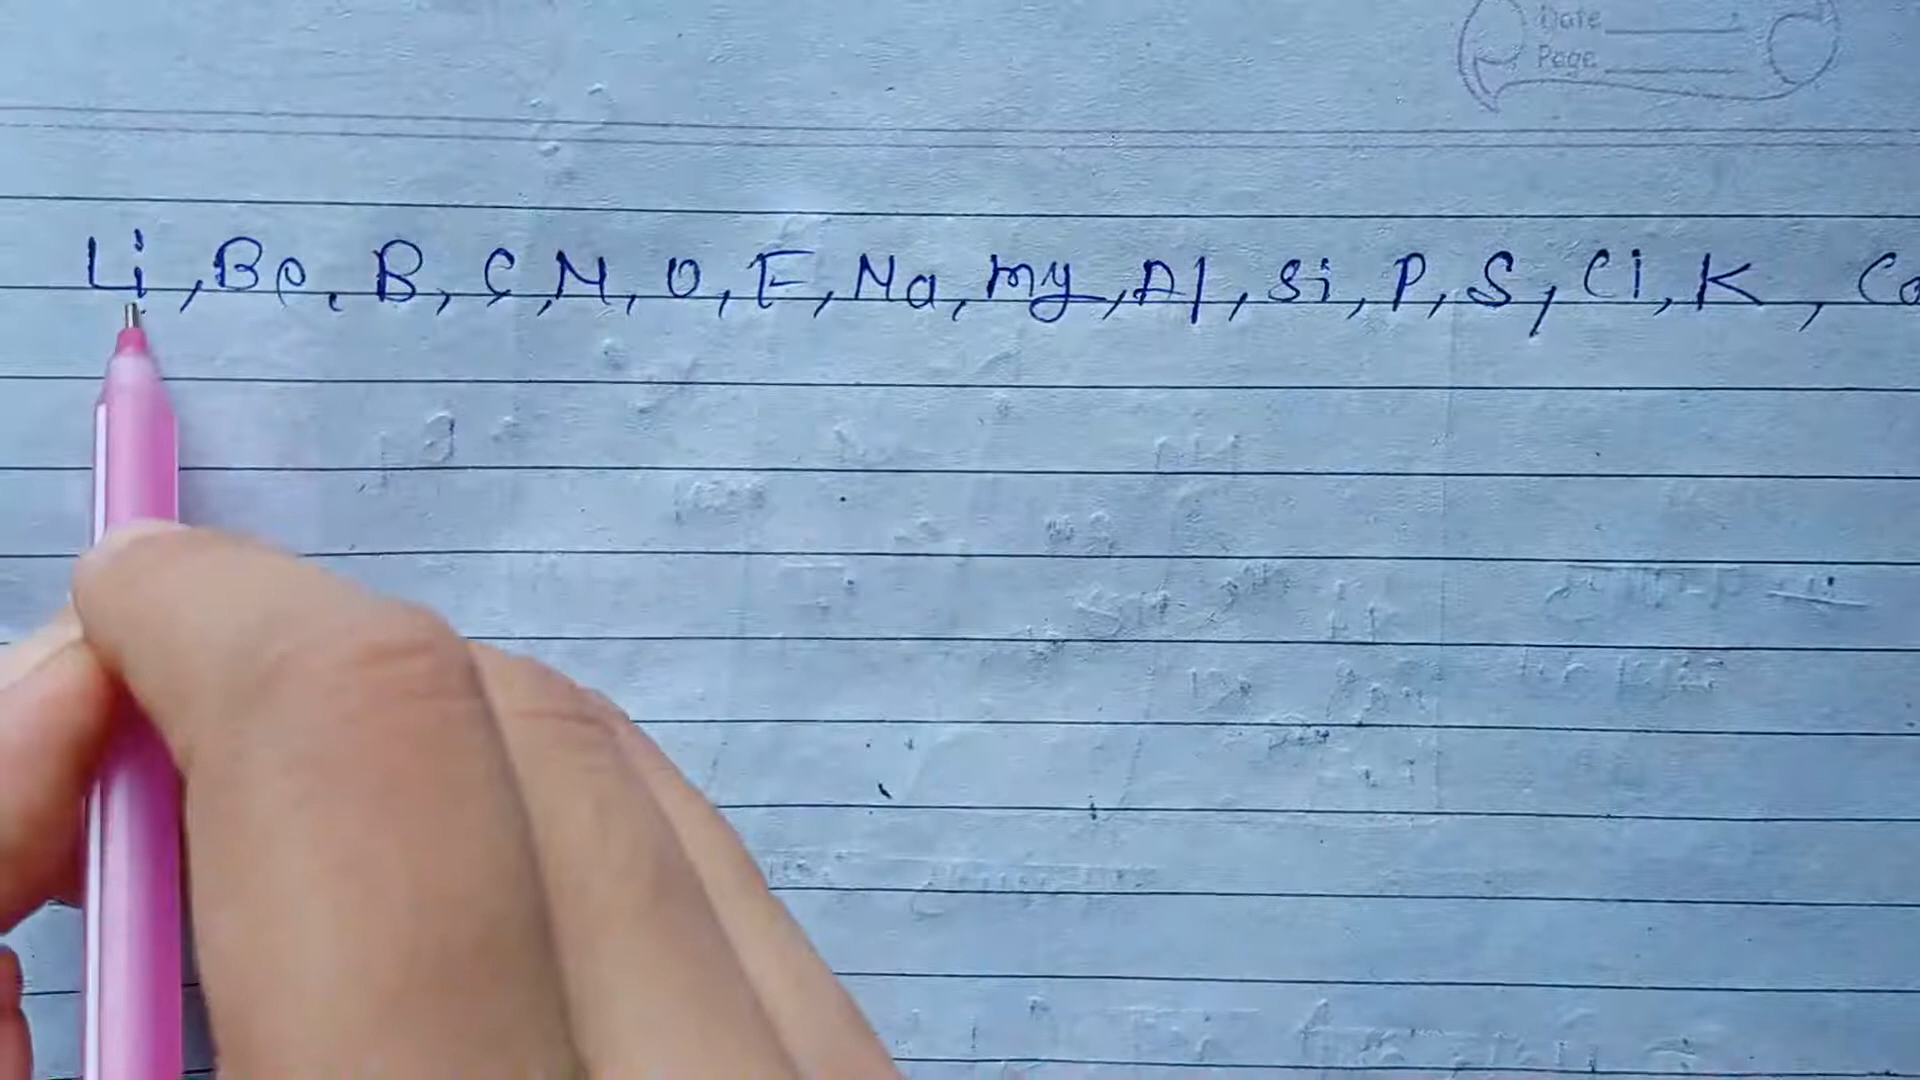 Date
Page
Li, Be, B, C, N, O, F, Na, Mg, Al, Si, P, S, Cl, K, Ca